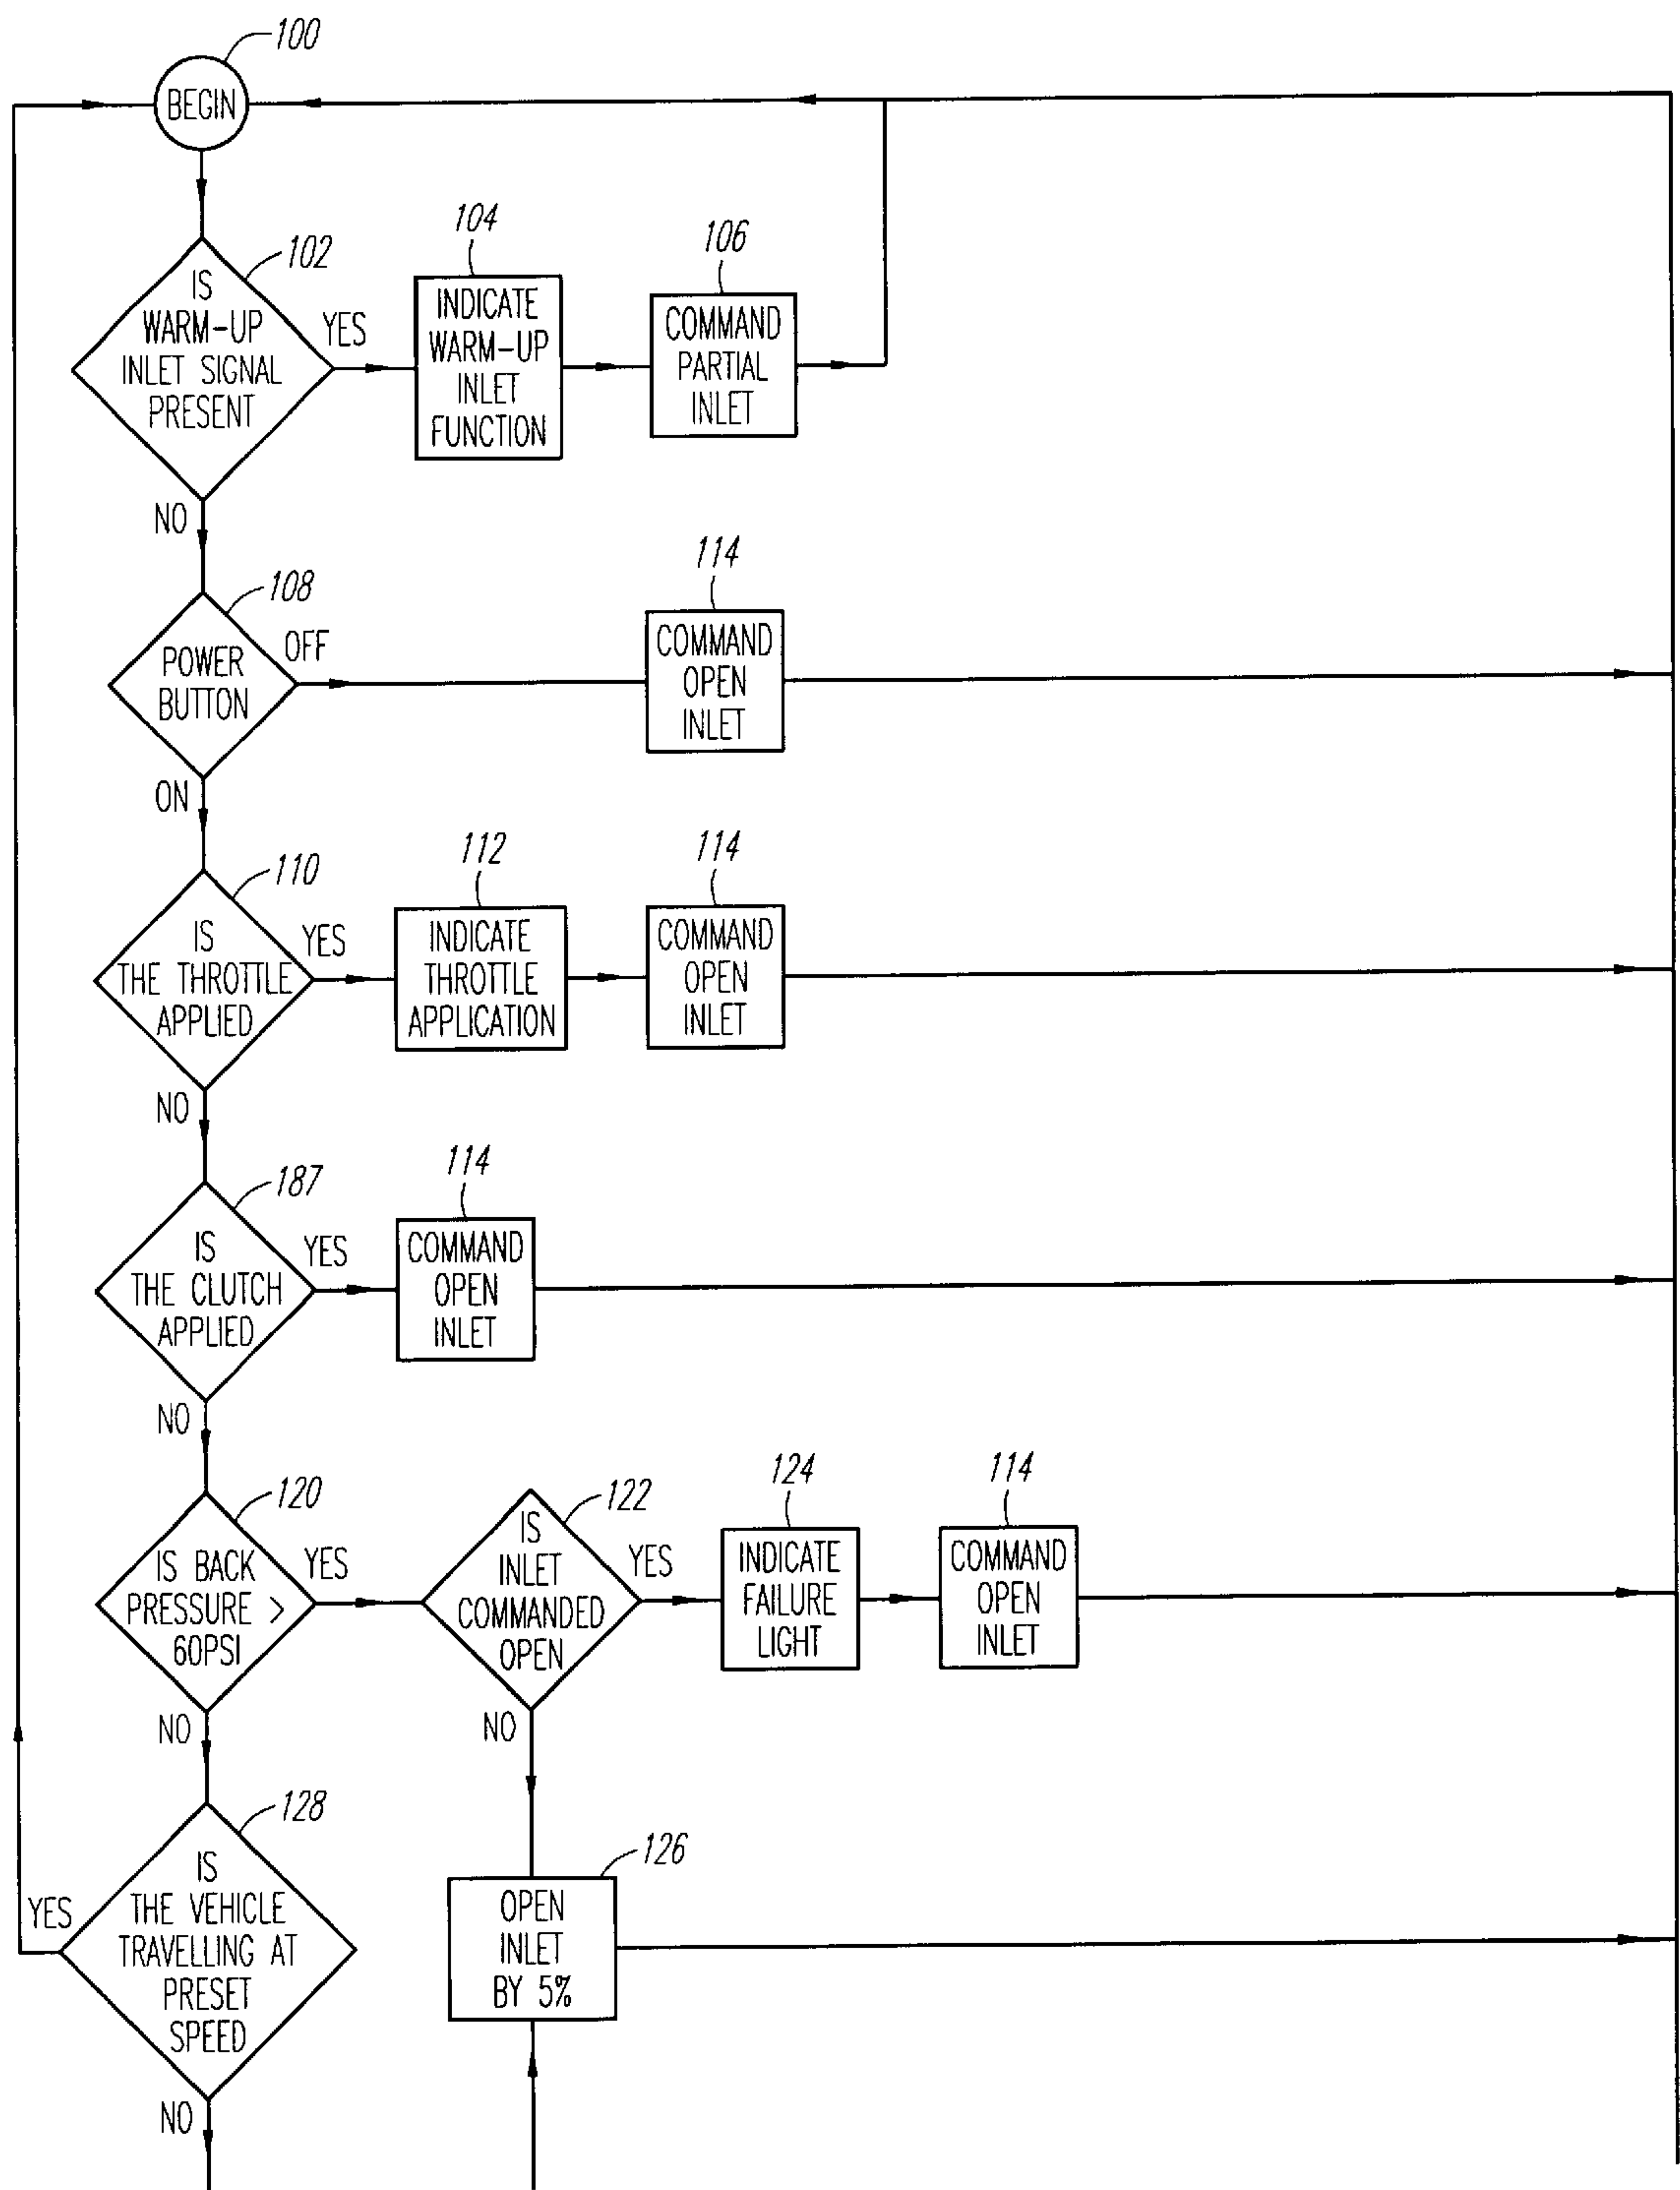 100
BEGIN
102
IS
WARM-UP
INLET SIGNAL
PRESENT
YES
104
INDICATE
WARM-UP
INLET
FUNCTION
106
COMMAND
PARTIAL
INLET
NO
108
POWER
BUTTON
OFF
114
COMMAND
OPEN
INLET
ON
110
IS
THE THROTTLE
APPLIED
YES
112
INDICATE
THROTTLE
APPLICATION
114
COMMAND
OPEN
INLET
NO
187
IS
THE CLUTCH
APPLIED
YES
114
COMMAND
OPEN
INLET
NO
120
IS BACK
PRESSURE >
60PSI
YES
122
IS
INLET
COMMANDED
OPEN
YES
124
INDICATE
FAILURE
LIGHT
114
COMMAND
OPEN
INLET
NO
NO
128
IS
THE VEHICLE
TRAVELLING AT
PRESET
SPEED
YES
126
OPEN
INLET
BY 5%
NO